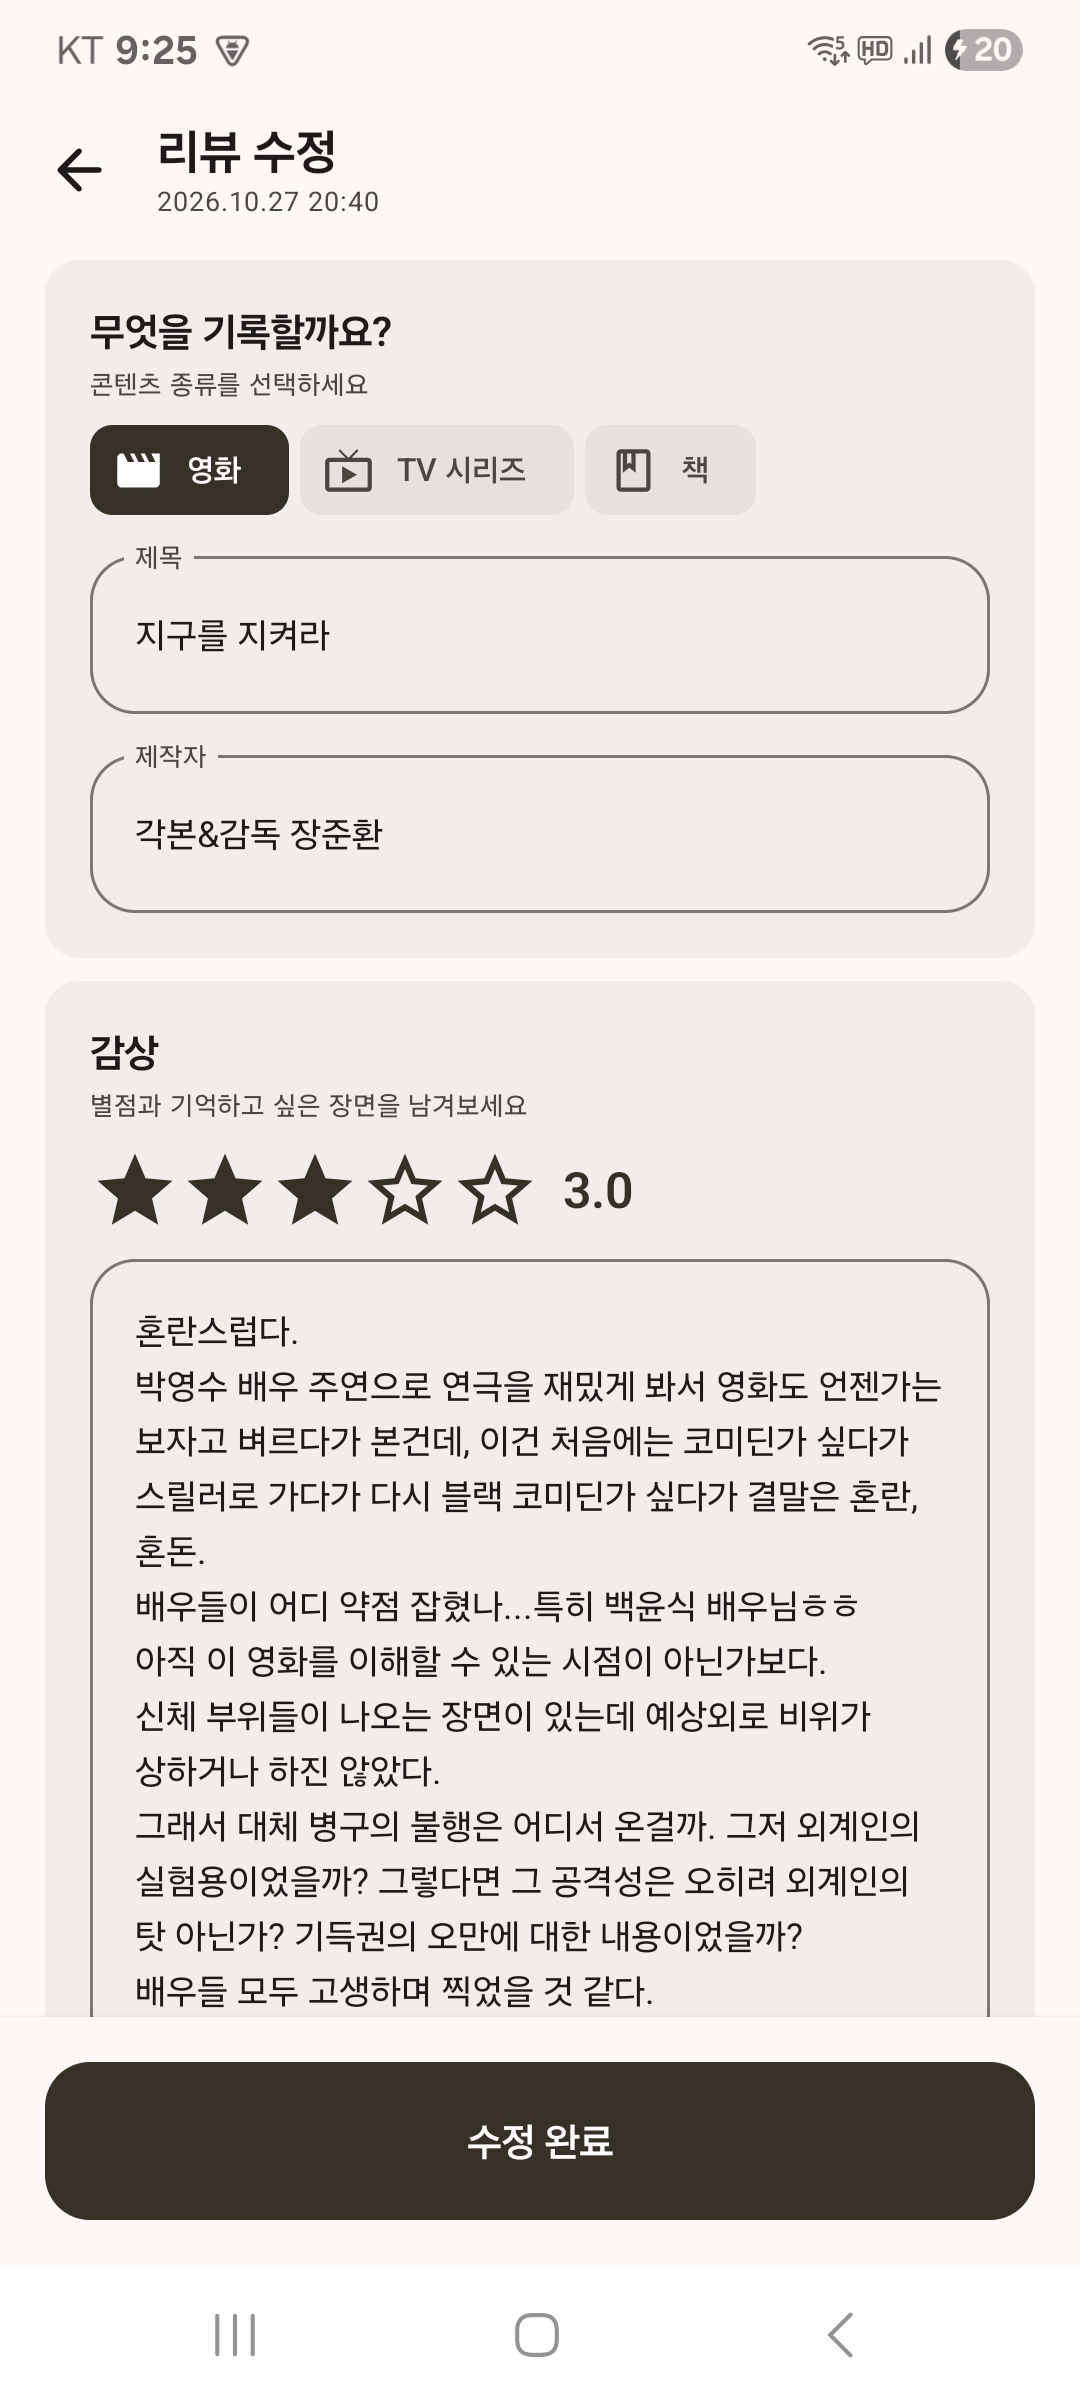 KT 9:25
5 HD 20
리뷰 수정
2026.10.27 20:40
무엇을 기록할까요?
콘텐츠 종류를 선택하세요
영화 TV 시리즈 책
제목
지구를 지켜라
제작자
각본&감독 장준환
감상
별점과 기억하고 싶은 장면을 남겨보세요
3.0
혼란스럽다.
박영수 배우 주연으로 연극을 재밌게 봐서 영화도 언젠가는
보자고 벼르다가 본건데, 이건 처음에는 코미딘가 싶다가
스릴러로 가다가 다시 블랙 코미딘가 싶다가 결말은 혼란,
혼돈.
배우들이 어디 약점 잡혔나...특히 백윤식 배우님ㅎㅎ
아직 이 영화를 이해할 수 있는 시점이 아닌가보다.
신체 부위들이 나오는 장면이 있는데 예상외로 비위가
상하거나 하진 않았다.
그래서 대체 병구의 불행은 어디서 온걸까. 그저 외계인의
실험용이었을까? 그렇다면 그 공격성은 오히려 외계인의
탓 아닌가? 기득권의 오만에 대한 내용이었을까?
배우들 모두 고생하며 찍었을 것 같다.
수정 완료